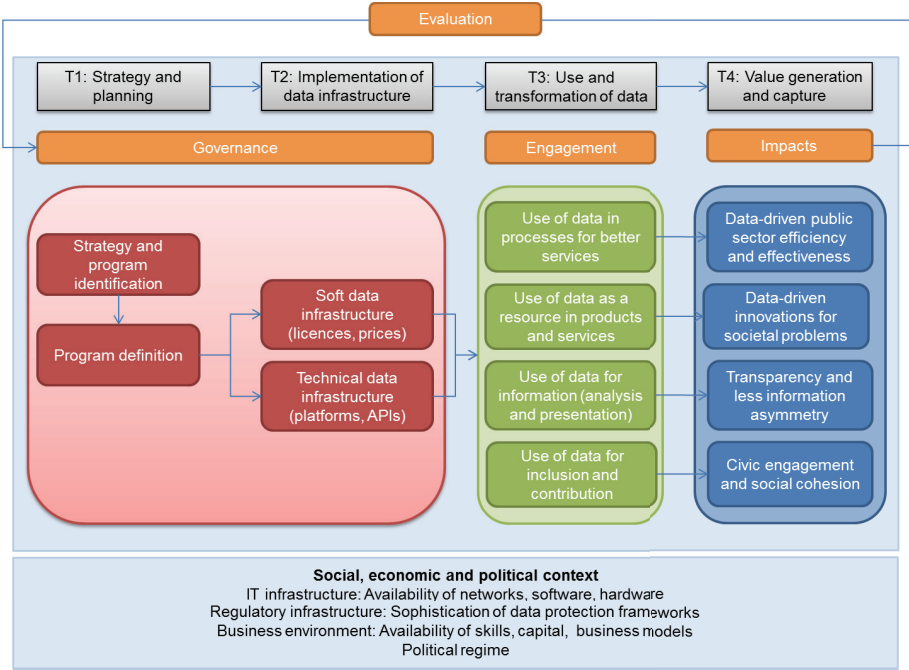 Evaluation
T1: Strategy and
planning
T2: Implementation of
data infrastructure
T3: Use and
transformation of data
T4: Value generation
and capture
Governance
Engagement
Impacts
Strategy and
program
identification
Program definition
Soft data
infrastructure
(licences, prices)
Technical data
infrastructure
(platforms, APIs)
Use of data in
processes for better
services
Use of data as a
resource in products
and services
Use of data for
information (analysis
and presentation)
Use of data for
inclusion and
contribution
Data-driven public
sector efficiency
and effectiveness
Data-driven
innovations for
societal problems
Transparency and
less information
asymmetry
Civic engagement
and social cohesion
Social, economic and political context
IT infrastructure: Availability of networks, software, hardware
Regulatory infrastructure: Sophistication of data protection frameworks
Business environment: Availability of skills, capital, business models
Political regime